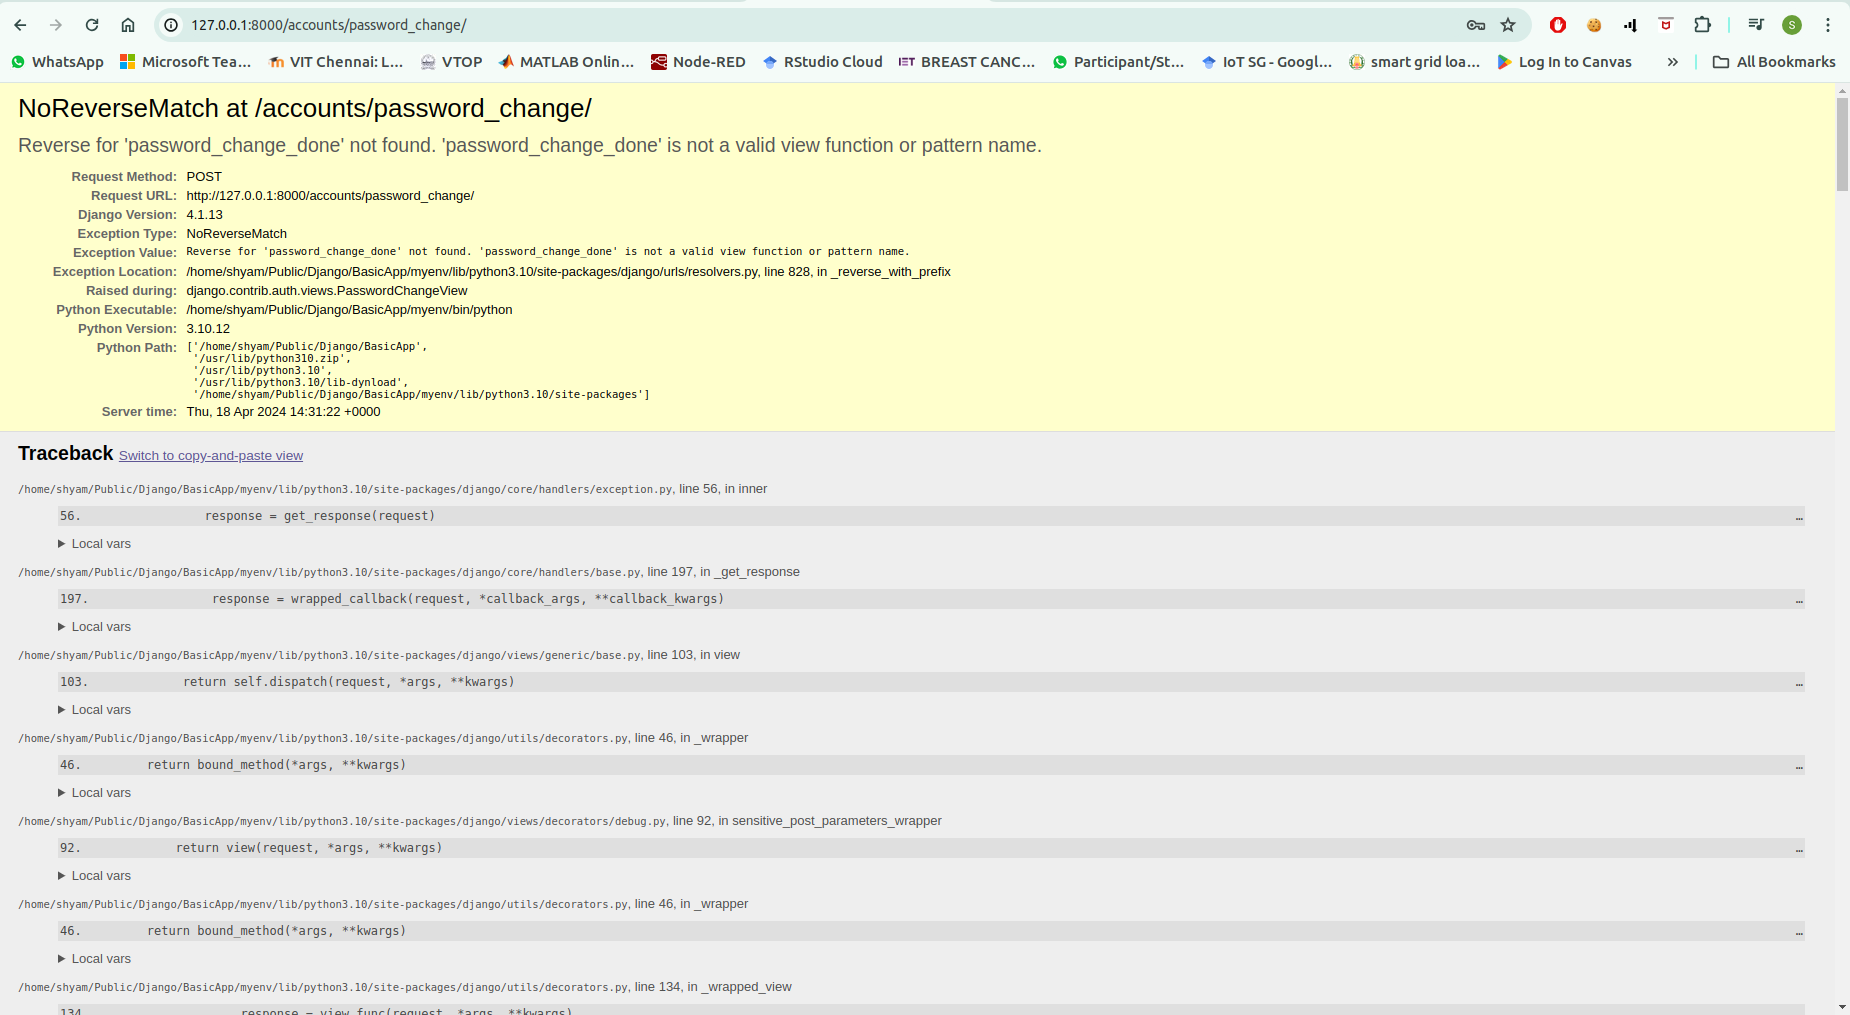 127.0.0.1:8000/accounts/password_change/
S
WhatsApp
Microsoft Tea...
VIT Chennai: L...
VTOP
MATLAB Onlin...
Node-RED
RStudio Cloud
IET BREAST CANC...
Participant/St...
IoT SG - Googl...
smart grid loa...
Log In to Canvas
»
All Bookmarks
NoReverseMatch at /accounts/password_change/
Reverse for 'password_change_done' not found. 'password_change_done' is not a valid view function or pattern name.
Request Method: POST
Request URL: http://127.0.0.1:8000/accounts/password_change/
Django Version: 4.1.13
Exception Type: NoReverseMatch
Exception Value: Reverse for 'password_change_done' not found. 'password_change_done' is not a valid view function or pattern name.
Exception Location: /home/shyam/Public/Django/BasicApp/myenv/lib/python3.10/site-packages/django/urls/resolvers.py, line 828, in _reverse_with_prefix
Raised during: django.contrib.auth.views.PasswordChangeView
Python Executable: /home/shyam/Public/Django/BasicApp/myenv/bin/python
Python Version: 3.10.12
Python Path: ['/home/shyam/Public/Django/BasicApp',
'/usr/lib/python310.zip',
'/usr/lib/python3.10',
'/usr/lib/python3.10/lib-dynload',
'/home/shyam/Public/Django/BasicApp/myenv/lib/python3.10/site-packages']
Server time: Thu, 18 Apr 2024 14:31:22 +0000
Traceback Switch to copy-and-paste view
/home/shyam/Public/Django/BasicApp/myenv/lib/python3.10/site-packages/django/core/handlers/exception.py, line 56, in inner
56. response = get_response(request) …
▶ Local vars
/home/shyam/Public/Django/BasicApp/myenv/lib/python3.10/site-packages/django/core/handlers/base.py, line 197, in _get_response
197. response = wrapped_callback(request, *callback_args, **callback_kwargs) …
▶ Local vars
/home/shyam/Public/Django/BasicApp/myenv/lib/python3.10/site-packages/django/views/generic/base.py, line 103, in view
103. return self.dispatch(request, *args, **kwargs) …
▶ Local vars
/home/shyam/Public/Django/BasicApp/myenv/lib/python3.10/site-packages/django/utils/decorators.py, line 46, in _wrapper
46. return bound_method(*args, **kwargs) …
▶ Local vars
/home/shyam/Public/Django/BasicApp/myenv/lib/python3.10/site-packages/django/views/decorators/debug.py, line 92, in sensitive_post_parameters_wrapper
92. return view(request, *args, **kwargs) …
▶ Local vars
/home/shyam/Public/Django/BasicApp/myenv/lib/python3.10/site-packages/django/utils/decorators.py, line 46, in _wrapper
46. return bound_method(*args, **kwargs) …
▶ Local vars
/home/shyam/Public/Django/BasicApp/myenv/lib/python3.10/site-packages/django/utils/decorators.py, line 134, in _wrapped_view
134. response = view_func(request, *args, **kwargs)